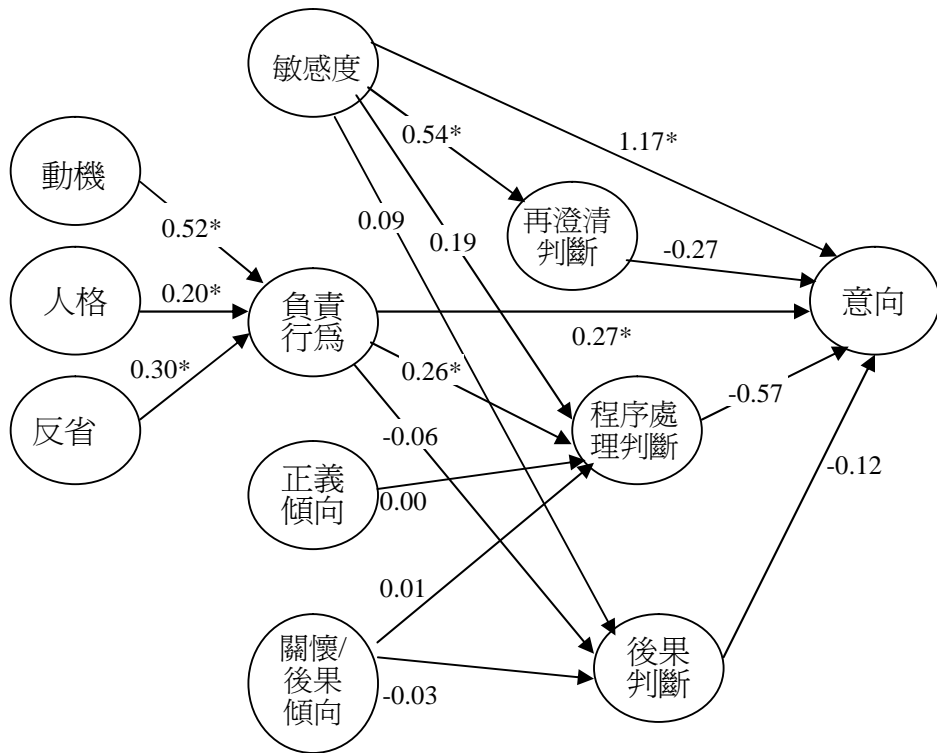 敏感度
0.54*
1.17*
動機
0.52*
0.09
0.19
再澄清
判斷
-0.27
人格
0.20*
負責
行為
0.27*
意向
反省
0.30*
0.26*
-0.06
程序處
理判斷
-0.57
正義
傾向
0.00
-0.12
0.01
關懷/
後果
傾向
-0.03
後果
判斷